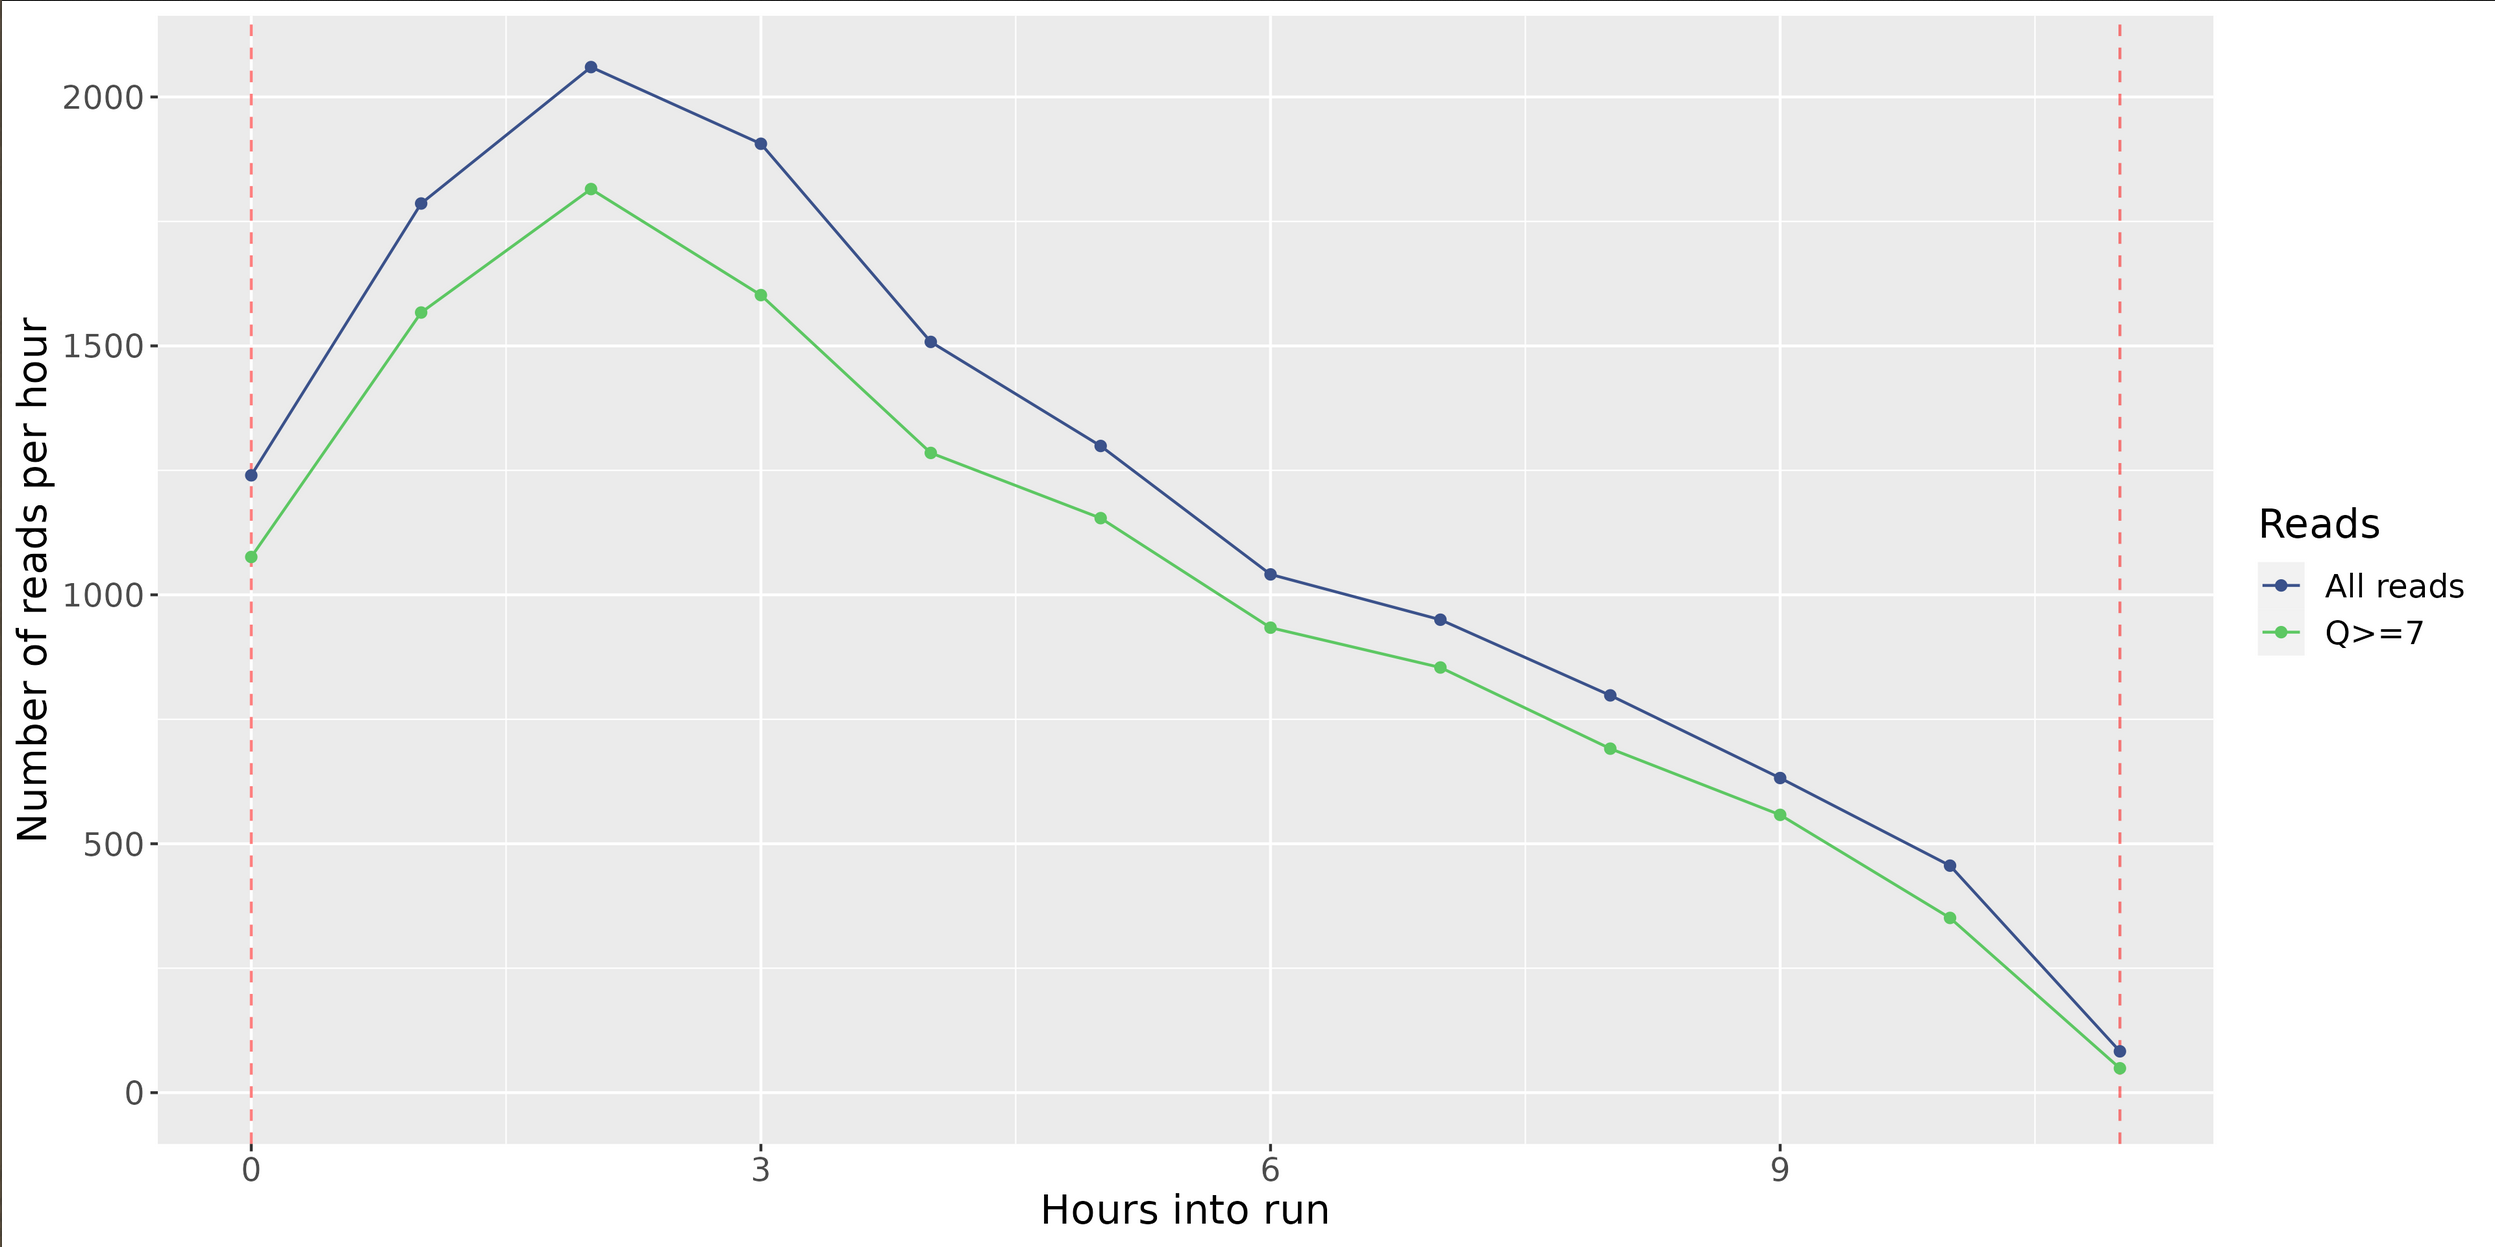 Number of reads per hour
2000
1500
1000
500
0
0 3 6 9
Hours into run
Reads
All reads
Q>=7